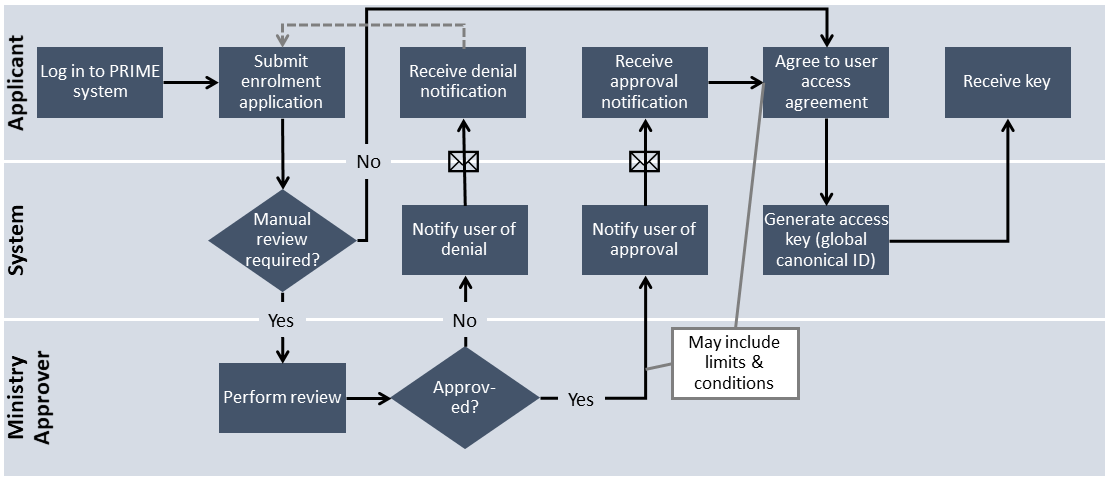 Applicant
Log in to PRIME
system
Submit
enrolment
application
Receive denial
notification
Receive
approval
notification
Agree to user
access
agreement
Receive key
No
System
Manual
review
required?
Notify user of
denial
Notify user of
approval
Generate access
key (global
canonical ID)
Yes
No
Ministry
Approver
Perform review
Approv-
ed?
Yes
May include
limits &
conditions